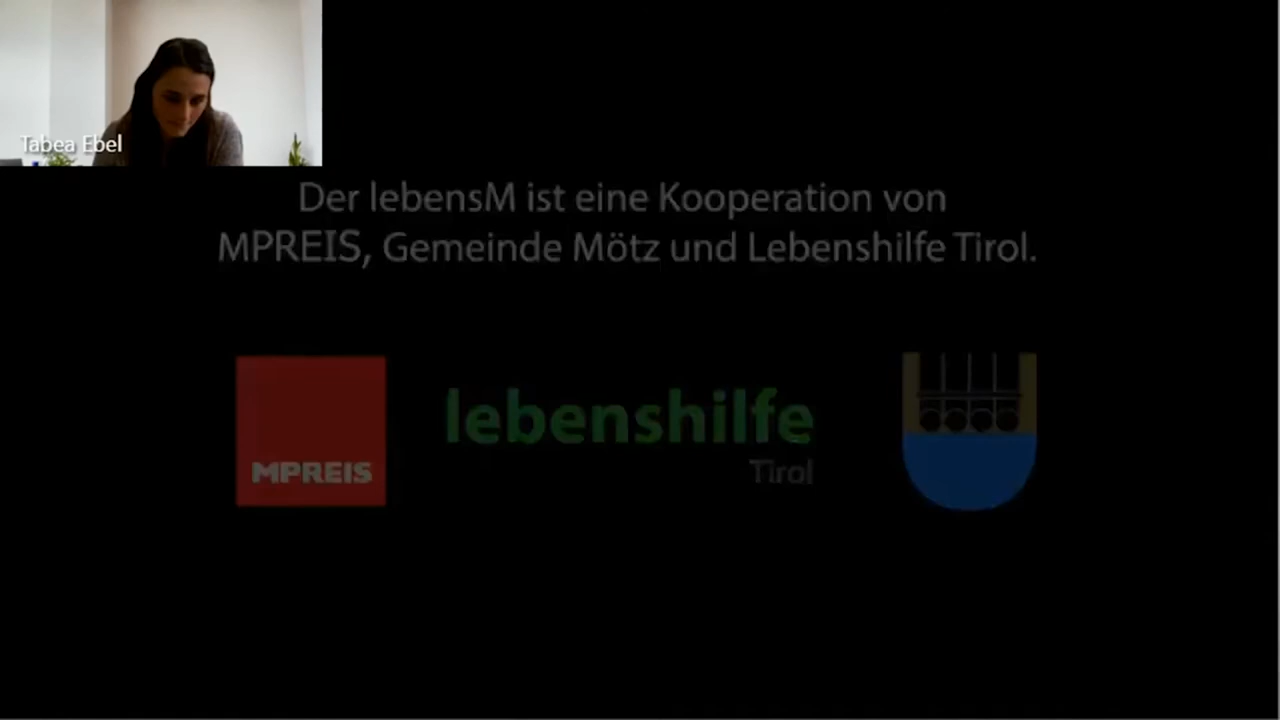 Tabea Ebel
Der lebensM ist eine Kooperation von
MPREIS, Gemeinde Mötz und Lebenshilfe Tirol.
MPREIS
lebenshilfe
Tirol